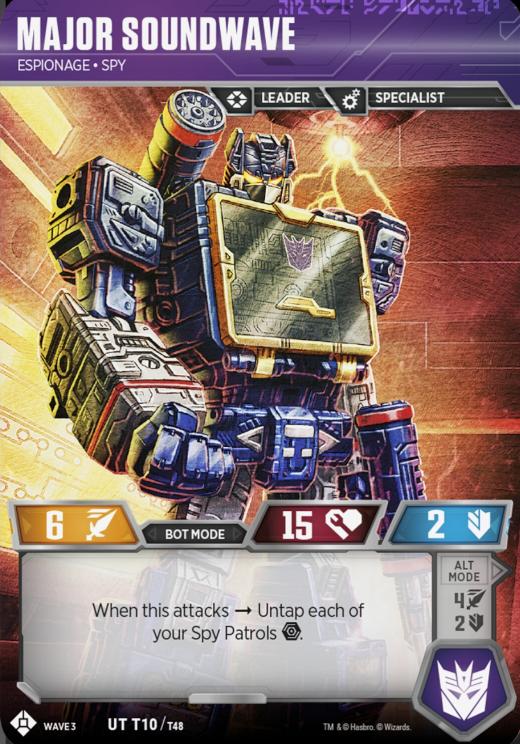 MAJOR SOUNDWAVE
ESPIONAGE • SPY
LEADER SPECIALIST
6 BOT MODE 15 2
ALT
MODE
4
2
When this attacks → Untap each of
your Spy Patrols
WAVE 3 UT T10/T48 TM & © Hasbro. © Wizards.